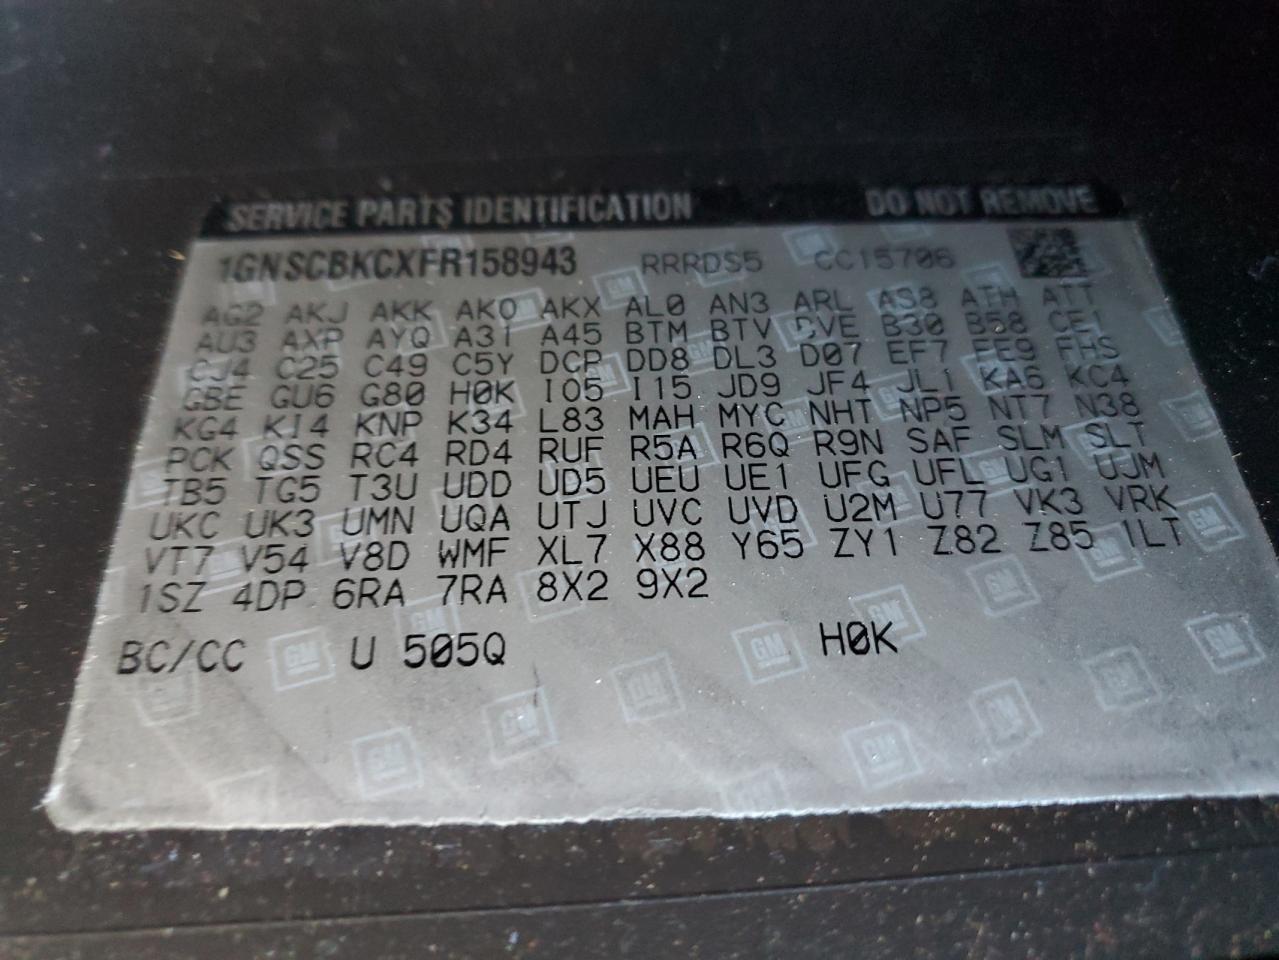 SERVICE PARTS IDENTIFICATION DO NOT REMOVE
1GNSCBKCXFR158943 RRRDS5 CC15706
AG2 AKJ AKK AKO AKX AL0 AN3 ARL AS8 ATH ATT
AU3 AXP AYQ A31 A45 BTM BTV BVE B30 B58 CE1
CJ4 C25 C49 C5Y DCP DD8 DL3 D07 EF7 FE9 FHS
GBE GU6 G80 H0K I05 I15 JD9 JF4 JL1 KA6 KC4
KG4 KI4 KNP K34 L83 MAH MYC NHT NP5 NT7 N38
PCK QSS RC4 RD4 RUF R5A R6Q R9N SAF SLM SLT
TB5 TG5 T3U UDD UD5 UEU UE1 UFG UFL UG1 UJM
UKC UK3 UMN UQA UTJ UVC UVD U2M U77 VK3 VRK
VT7 V54 V8D WMF XL7 X88 Y65 ZY1 Z82 Z85 1LT
1SZ 4DP 6RA 7RA 8X2 9X2
BC/CC U 505Q H0K